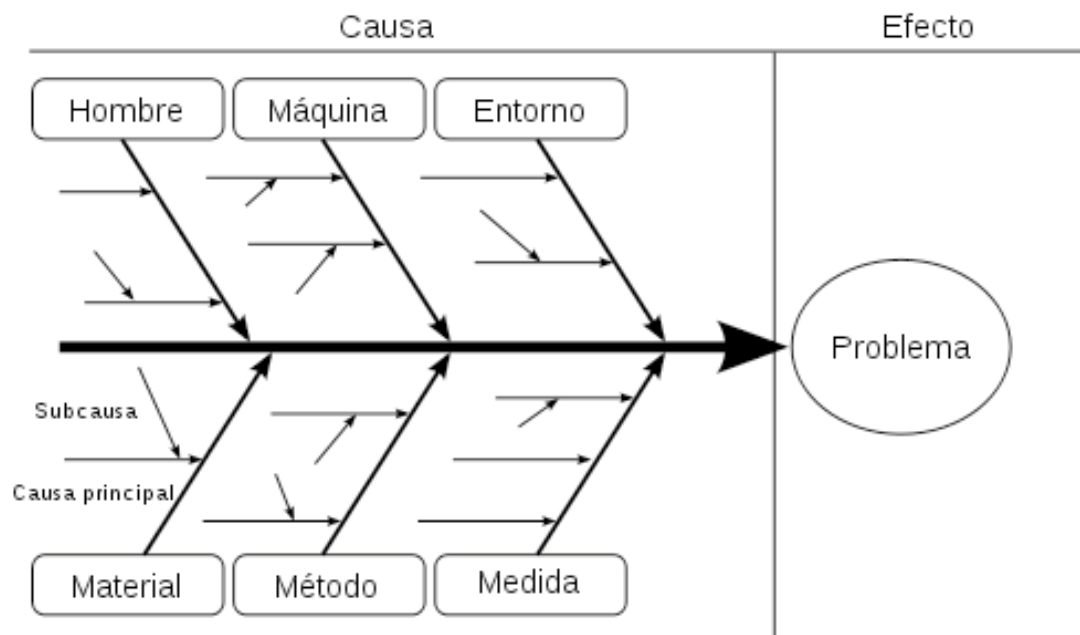 Causa
Efecto
Hombre
Máquina
Entorno
Problema
Subcausa
Causa principal
Material
Método
Medida